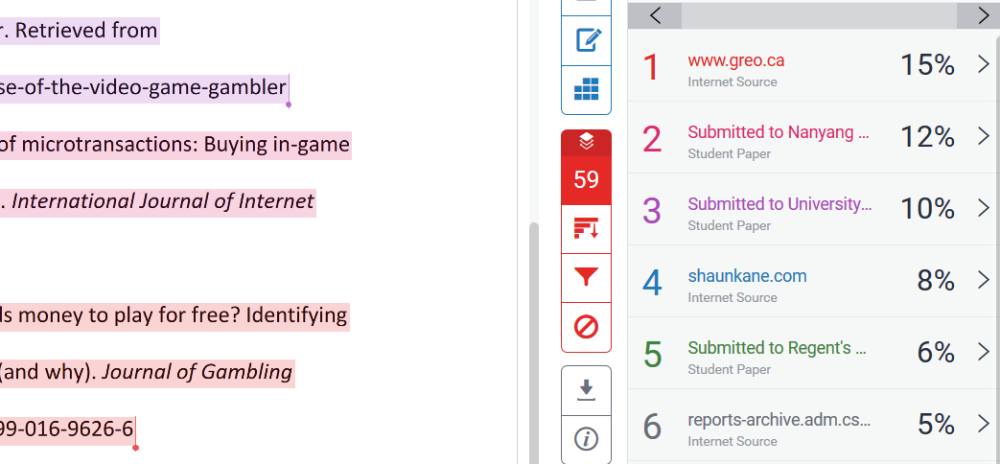 r. Retrieved from
se-of-the-video-game-gambler
of microtransactions: Buying in-game
. International Journal of Internet
ls money to play for free? Identifying
(and why). Journal of Gambling
99-016-9626-6
59
1 www.greo.ca 15%
Internet Source
2 Submitted to Nanyang ... 12%
Student Paper
3 Submitted to University... 10%
Student Paper
4 shaunkane.com 8%
Internet Source
5 Submitted to Regent's ... 6%
Student Paper
6 reports-archive.adm.cs... 5%
Internet Source